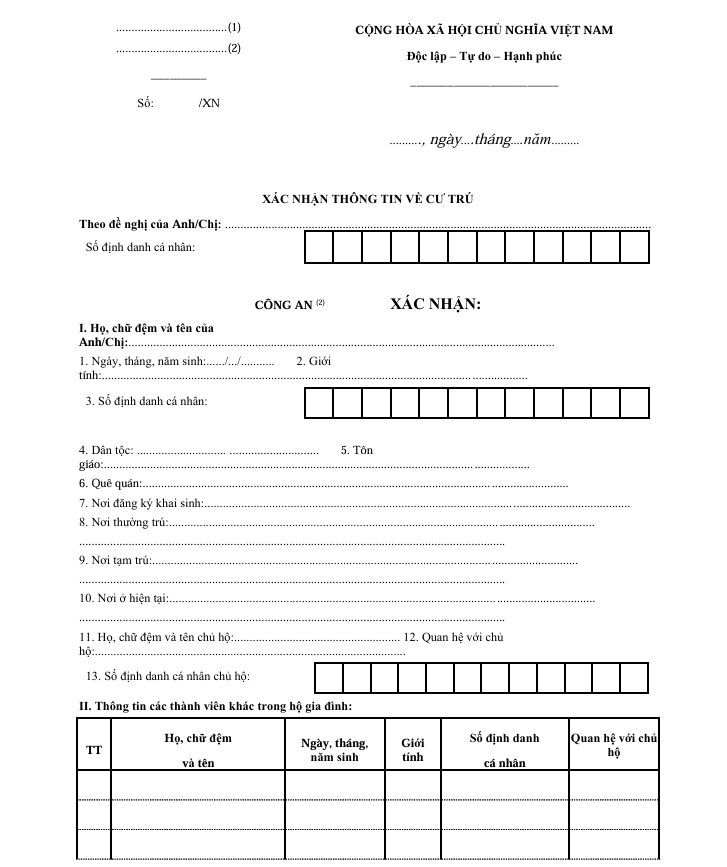 .....................................(1)
.....................................(2)
Số: /XN
CỘNG HÒA XÃ HỘI CHỦ NGHĨA VIỆT NAM
Độc lập – Tự do – Hạnh phúc
.........., ngày....tháng....năm.........
XÁC NHẬN THÔNG TIN VỀ CƯ TRÚ
Theo đề nghị của Anh/Chị: ..........................................................................
Số định danh cá nhân:
CÔNG AN (2) XÁC NHẬN:
I. Họ, chữ đệm và tên của
Anh/Chị:..........................................................................
1. Ngày, tháng, năm sinh:....../.../........... 2. Giới
tính:..........................................................................
3. Số định danh cá nhân:
4. Dân tộc: ............................. ............................. 5. Tôn
giáo:..........................................................................
6. Quê quán:..........................................................................
7. Nơi đăng ký khai sinh:..........................................................................
8. Nơi thường trú:..........................................................................
..........................................................................
9. Nơi tạm trú:..........................................................................
..........................................................................
10. Nơi ở hiện tại:..........................................................................
..........................................................................
11. Họ, chữ đệm và tên chủ hộ:...................................................... 12. Quan hệ với chủ
hộ:..........................................................................
13. Số định danh cá nhân chủ hộ:
II. Thông tin các thành viên khác trong hộ gia đình:
TT
Họ, chữ đệm
và tên
Ngày, tháng,
năm sinh
Giới
tính
Số định danh
cá nhân
Quan hệ với chủ
hộ